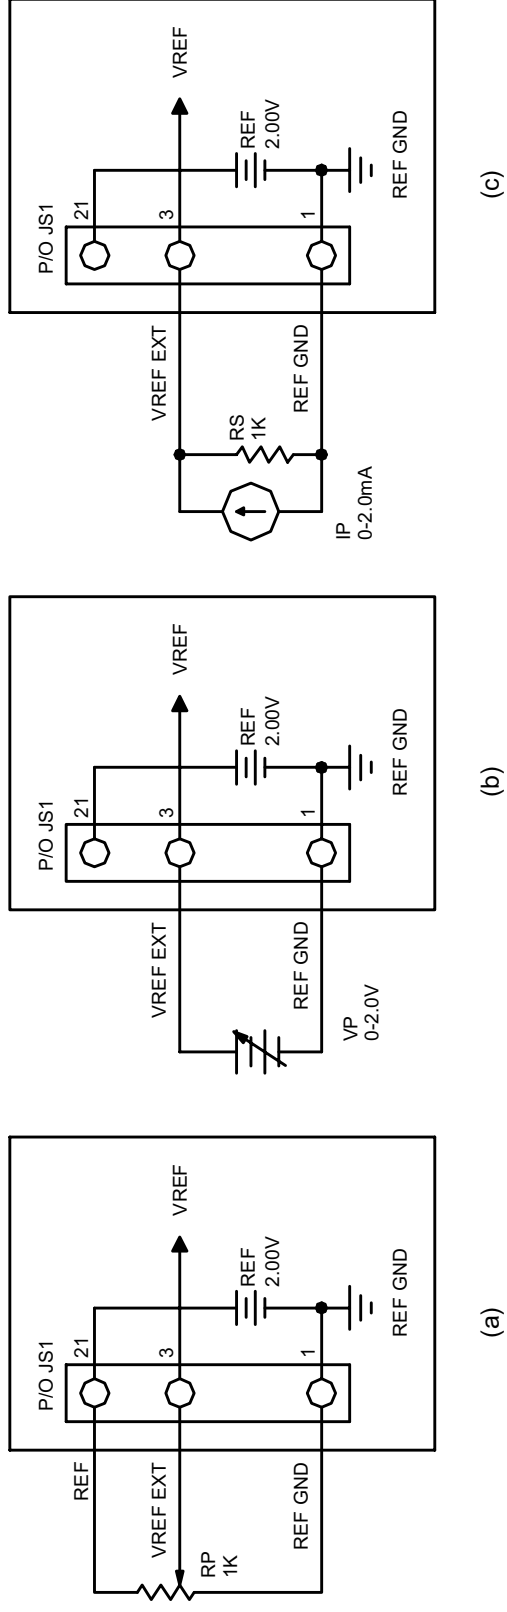 P/O JS1
REF
21
VREF EXT
3
VREF
RP
1K
REF
2.00V
REF GND
1
REF GND
(a)
P/O JS1
21
VREF EXT
3
VREF
REF
2.00V
REF GND
1
VP
0-2.0V
REF GND
(b)
P/O JS1
21
VREF EXT
3
VREF
RS
1K
REF
2.00V
REF GND
1
IP
0-2.0mA
REF GND
(c)